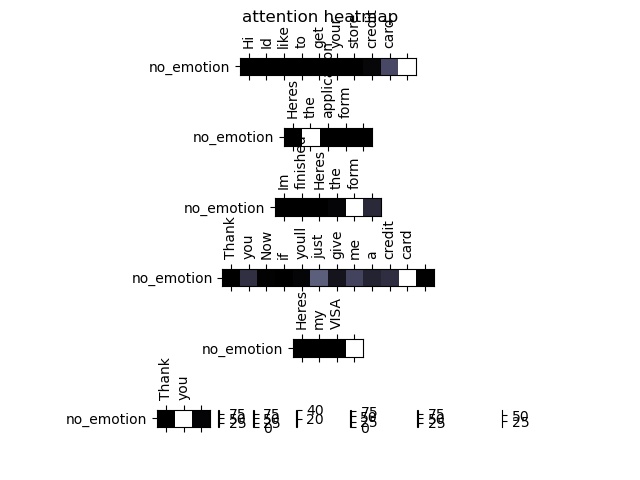 attention heatmap
Hi Id like to get your store credit card
no_emotion
Heres the application form
no_emotion
Im finished Heres the form
no_emotion
Thank you Now if youll just give me a credit card
no_emotion
Heres my VISA
no_emotion
Thank you
no_emotion
75 75 40 75 75 50
50 50 20 50 50 25
25 25 25 25
0 0